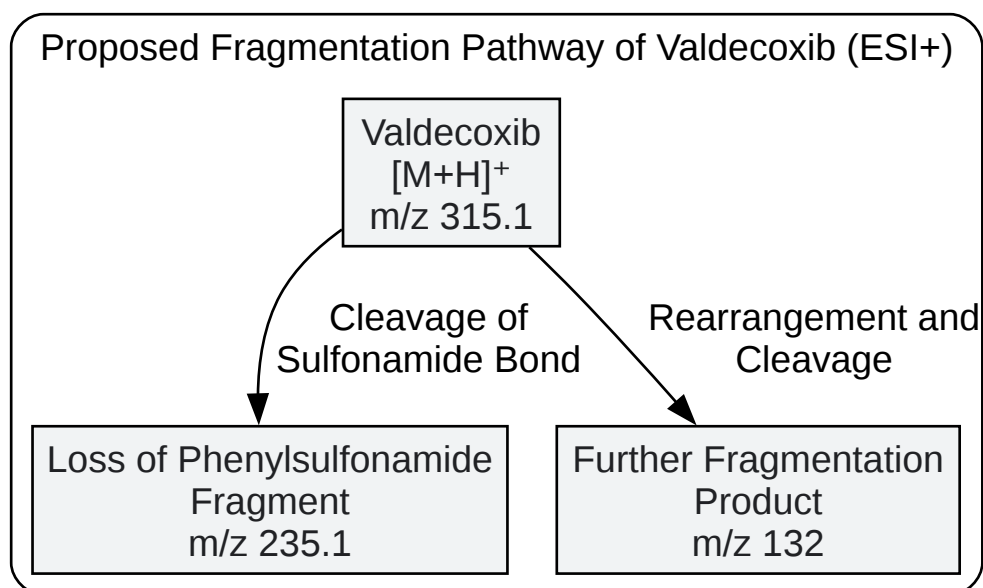 Proposed Fragmentation Pathway of Valdecoxib (ESI+)
Valdecoxib
[M+H]⁺
m/z 315.1
Cleavage of
Sulfonamide Bond
Rearrangement and
Cleavage
Loss of Phenylsulfonamide
Fragment
m/z 235.1
Further Fragmentation
Product
m/z 132